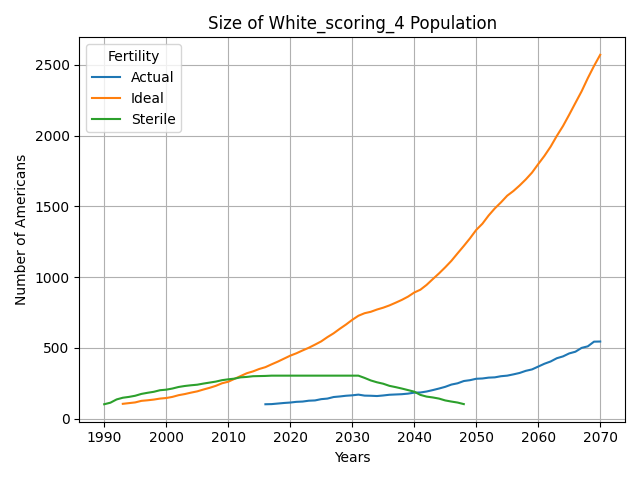 Size of White_scoring_4 Population
Fertility
Actual
Ideal
Sterile
2500
2000
1500
1000
500
0
Number of Americans
1990 2000 2010 2020 2030 2040 2050 2060 2070
Years